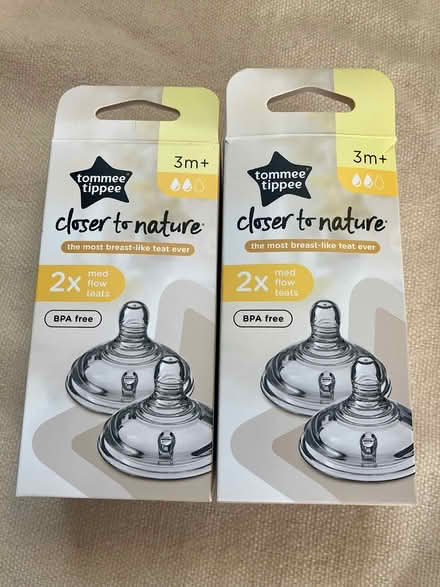 3m+
tommee
tippee
closer to nature
the most breast-like teat ever
2x med
flow
teats
BPA free
3m+
tommee
tippee
closer to nature
the most breast-like teat ever
2x med
flow
teats
BPA free